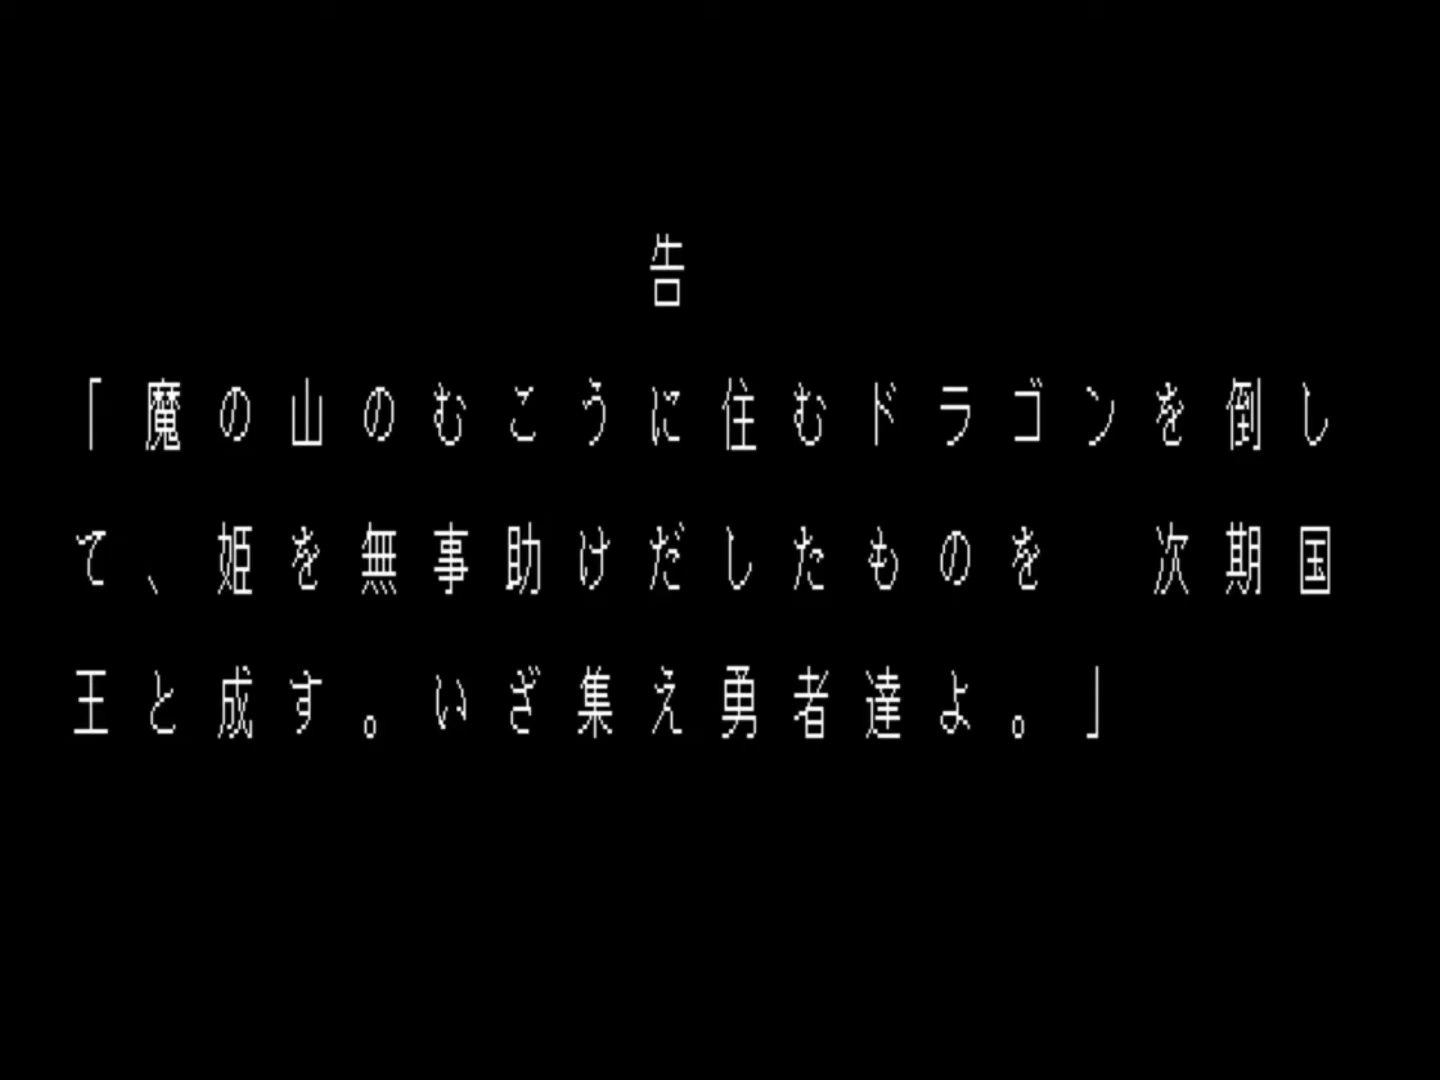 告
「魔の山のむこうに住むドラゴンを倒し
て、姫を無事助けだしたものを　次期国
王と成す。いざ集え勇者達よ。」